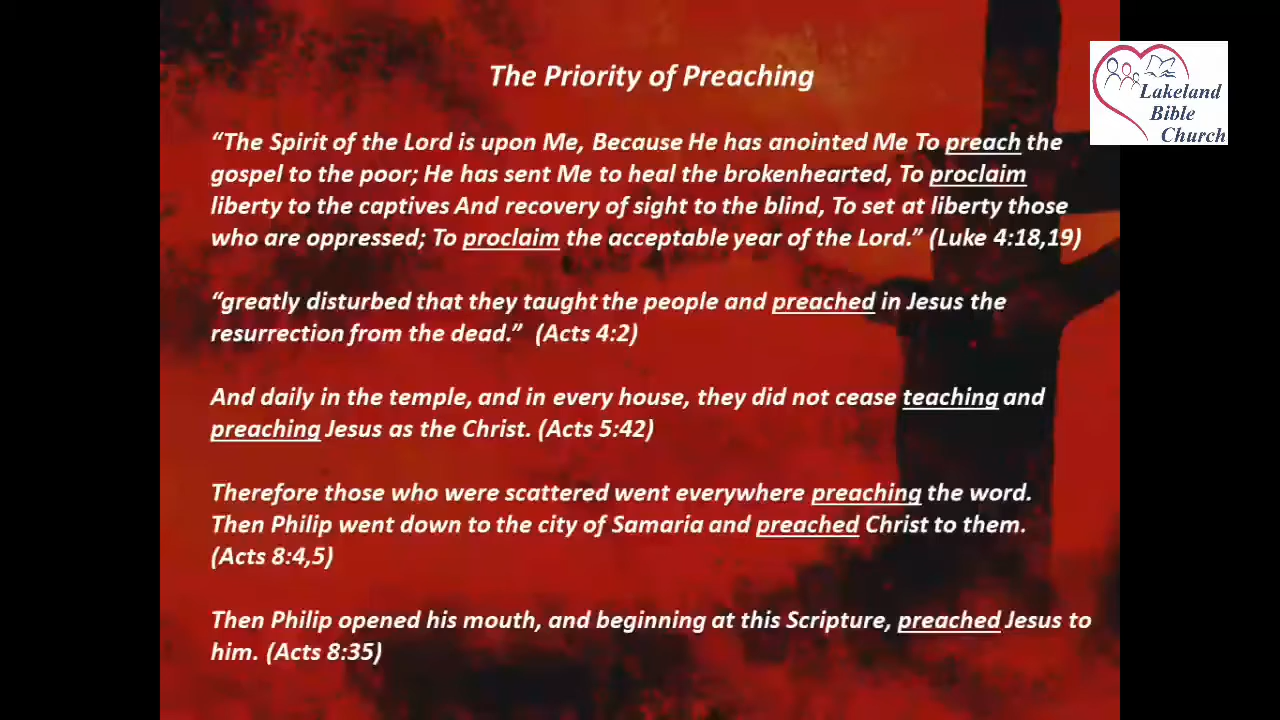 The Priority of Preaching
“The Spirit of the Lord is upon Me, Because He has anointed Me To preach the
gospel to the poor; He has sent Me to heal the brokenhearted, To proclaim
liberty to the captives And recovery of sight to the blind, To set at liberty those
who are oppressed; To proclaim the acceptable year of the Lord.” (Luke 4:18,19)
“greatly disturbed that they taught the people and preached in Jesus the
resurrection from the dead.” (Acts 4:2)
And daily in the temple, and in every house, they did not cease teaching and
preaching Jesus as the Christ. (Acts 5:42)
Therefore those who were scattered went everywhere preaching the word.
Then Philip went down to the city of Samaria and preached Christ to them.
(Acts 8:4,5)
Then Philip opened his mouth, and beginning at this Scripture, preached Jesus to
him. (Acts 8:35)
Lakeland
Bible
Church